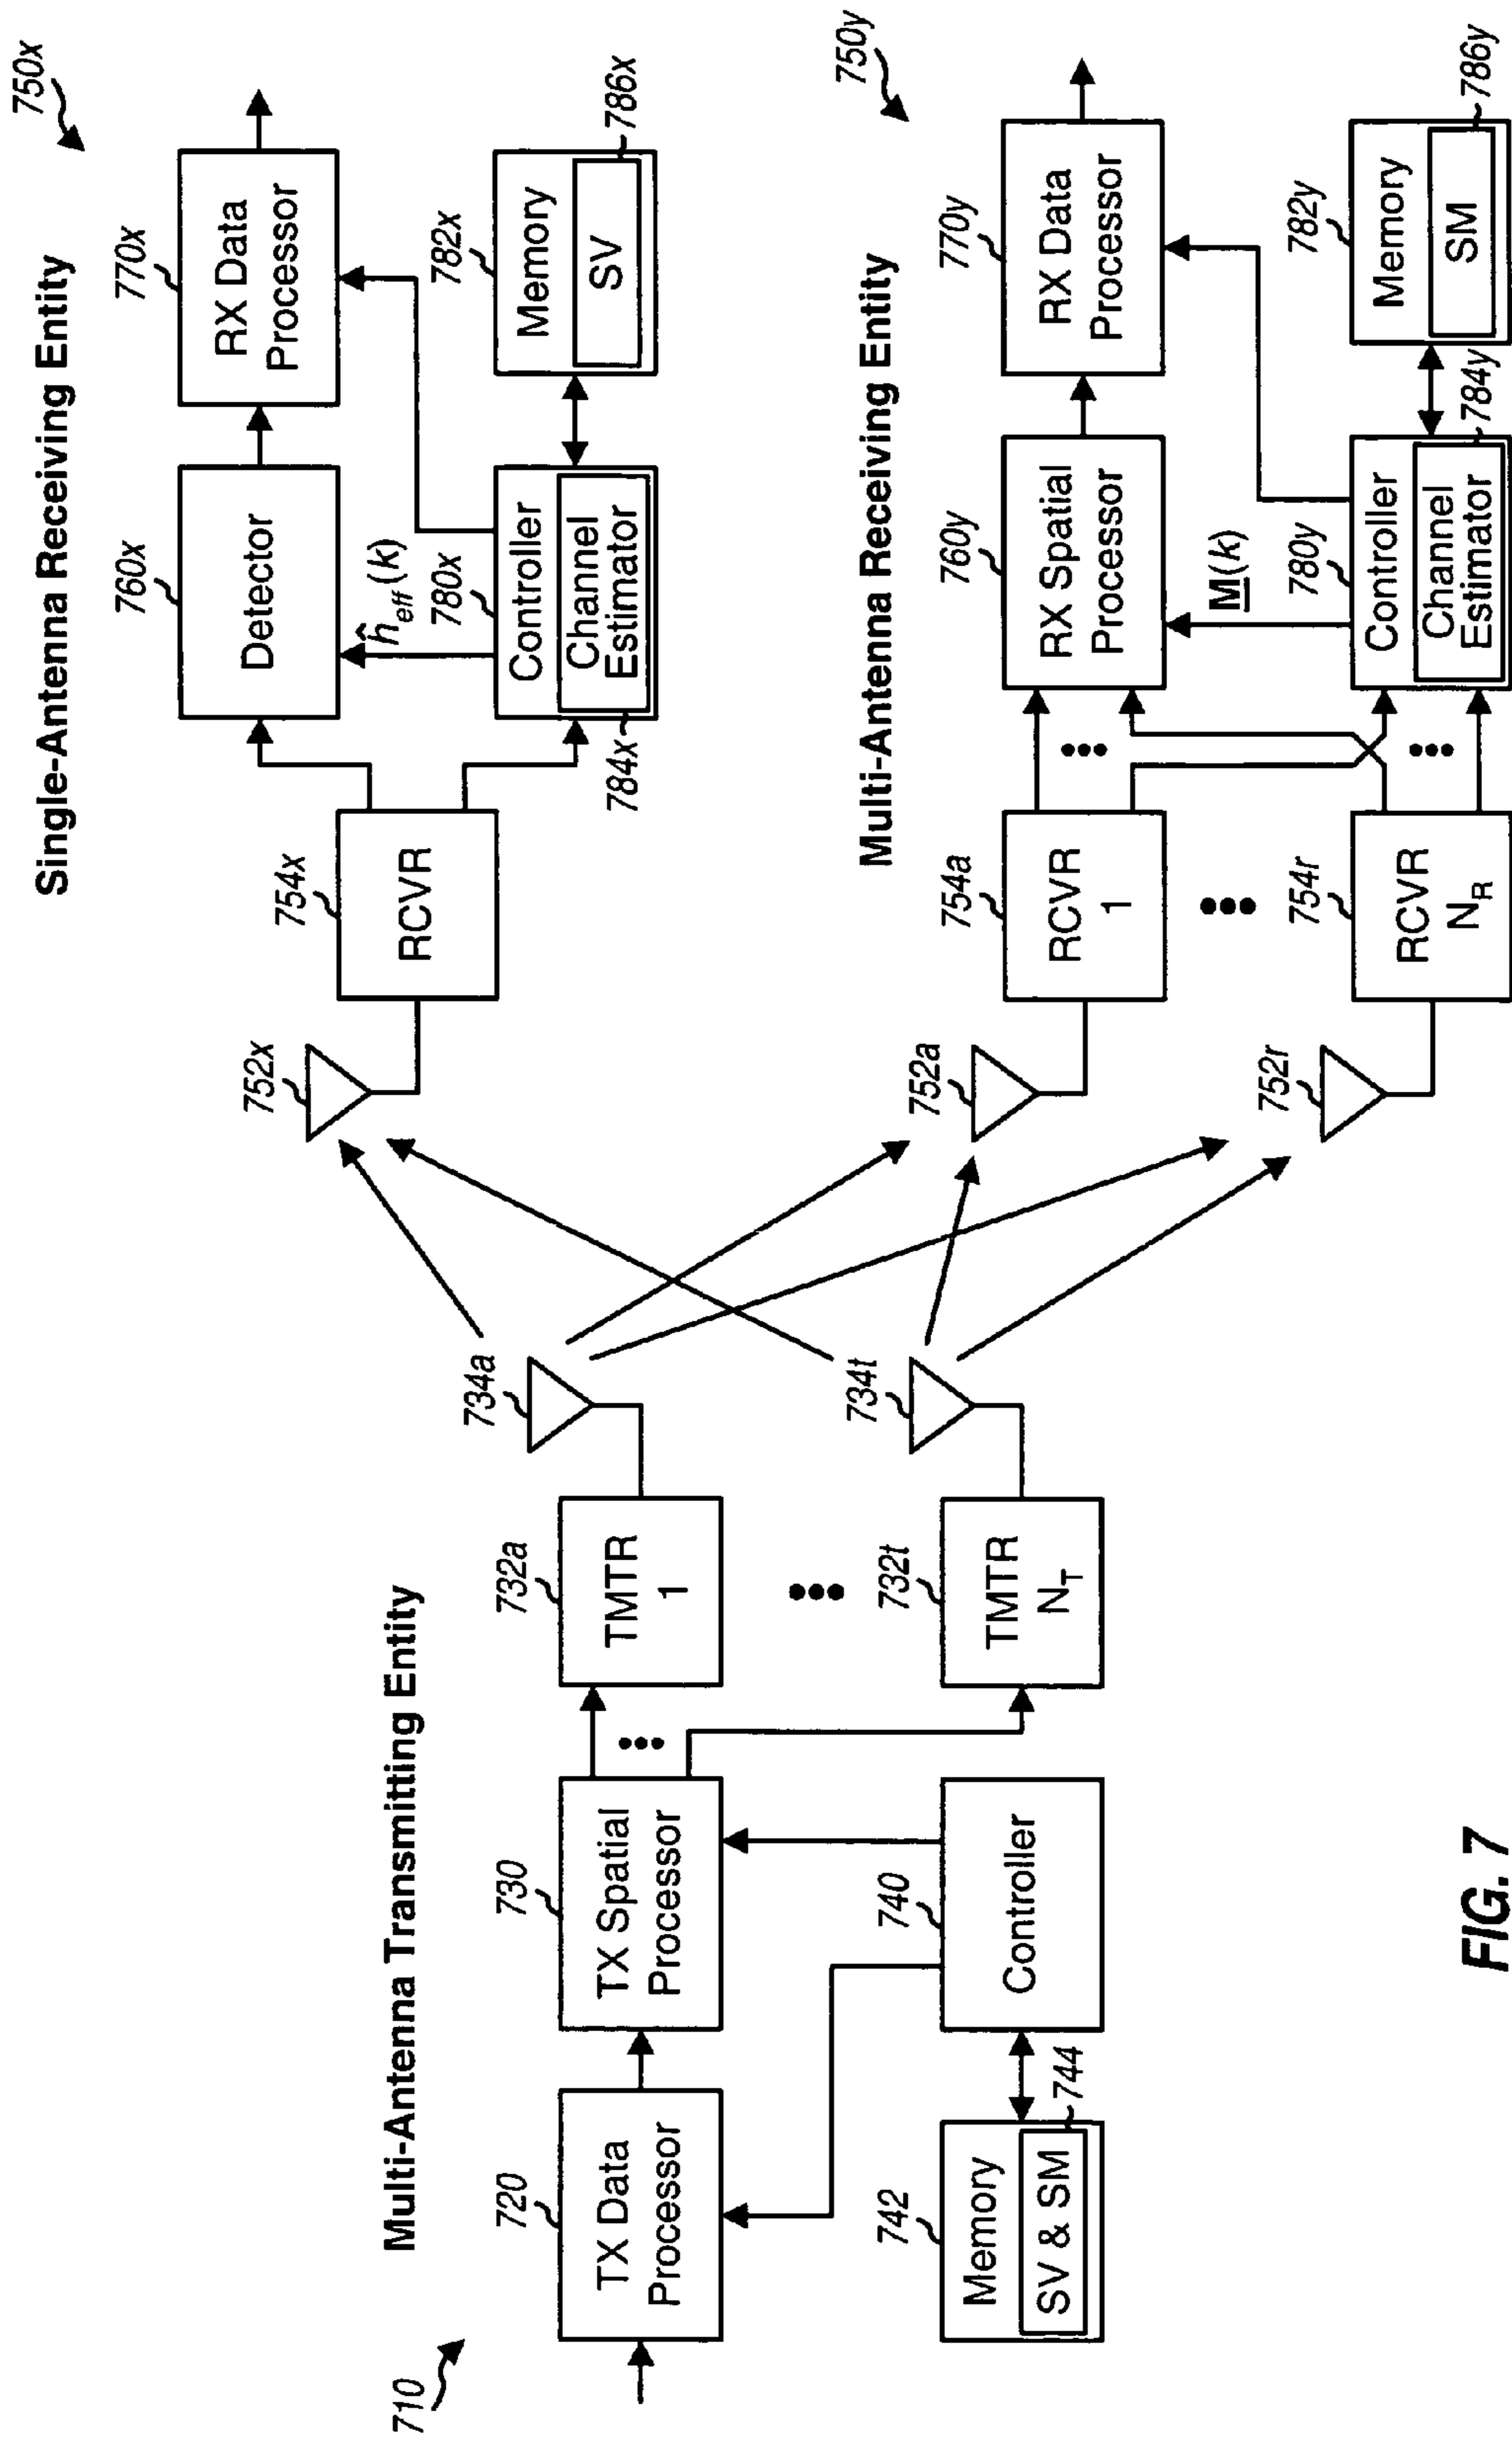 Multi-Antenna Transmitting Entity
710
720
TX Data
Processor
730
TX Spatial
Processor
732a
TMTR
1
734a
742
Memory
SV & SM
744
740
Controller
732t
TMTR
N_T
734t
Single-Antenna Receiving Entity
750x
752x
754x
RCVR
760x
Detector
770x
RX Data
Processor
ĥ_eff(k)
780x
Controller
Channel
Estimator
784x
782x
Memory
SV
786x
Multi-Antenna Receiving Entity
750y
752a
754a
RCVR
1
760y
RX Spatial
Processor
770y
RX Data
Processor
752r
754r
RCVR
N_R
M(k)
780y
Controller
Channel
Estimator
784y
782y
Memory
SM
786y
FIG. 7